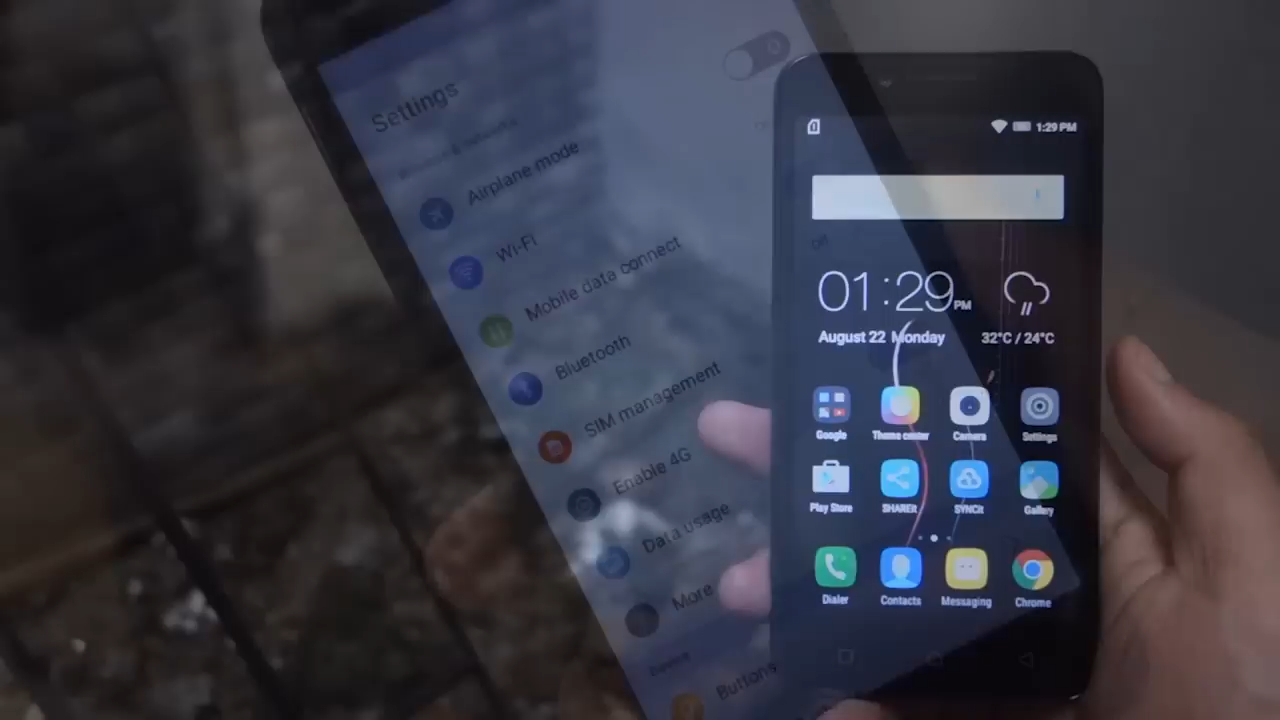 Settings
Airplane mode
Wi-Fi
Mobile data connect
Bluetooth
SIM management
Enable 4G
Data usage
More
Buttons
1:29 PM
Off
01:29 PM
August 22 Monday
32°C / 24°C
Google
Theme center
Camera
Settings
Play Store
SHAREit
SYNCit
Gallery
Dialer
Contacts
Messaging
Chrome